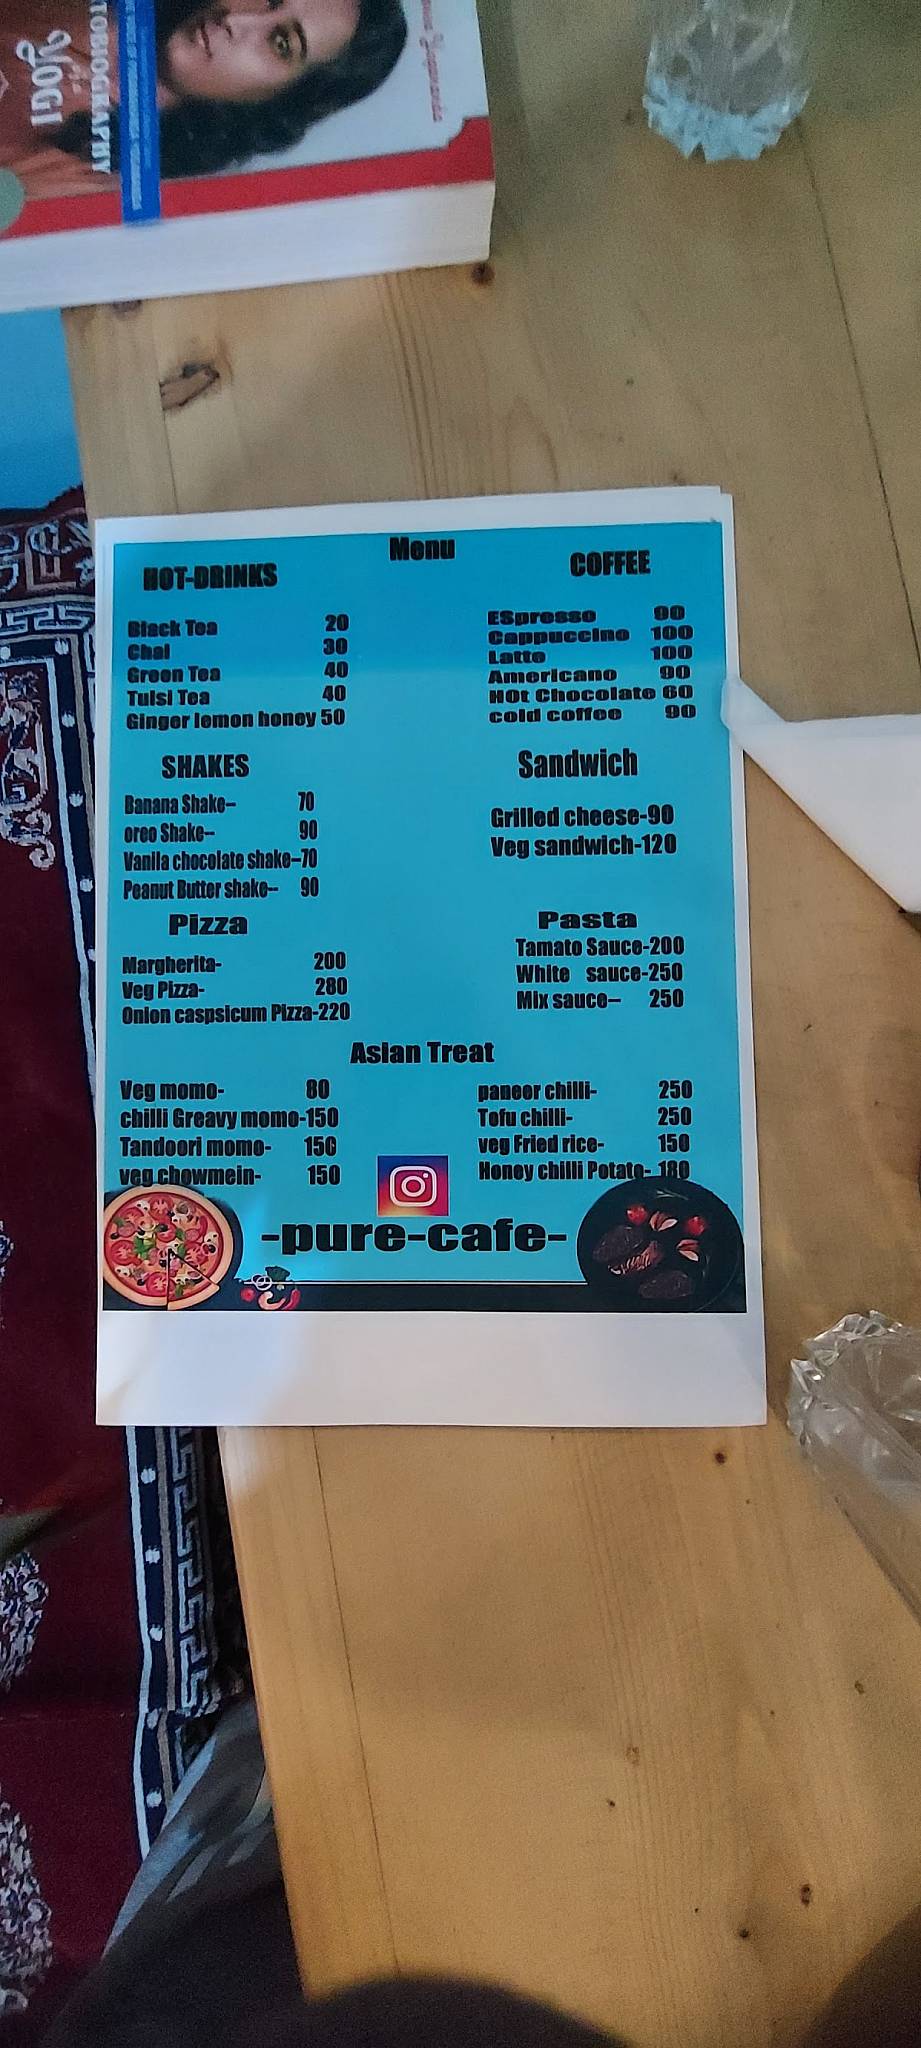 TOBIOGRAPHY
of a
YOGI
Menu
HOT-DRINKS
Black Tea 20
Chai 30
Green Tea 40
Tulsi Tea 40
Ginger lemon honey 50
COFFEE
ESpresso 90
Cappuccino 100
Latte 100
Americano 90
HOt Chocolate 60
cold coffee 90
SHAKES
Banana Shake-- 70
oreo Shake-- 90
Vanila chocolate shake--70
Peanut Butter shake-- 90
Sandwich
Grilled cheese-90
Veg sandwich-120
Pizza
Margherita- 200
Veg Pizza- 280
Onion caspsicum Pizza-220
Pasta
Tamato Sauce-200
White sauce-250
Mix sauce-- 250
Asian Treat
Veg momo- 80
chilli Greavy momo-150
Tandoori momo- 150
veg chowmein- 150
paneer chilli- 250
Tofu chilli- 250
veg Fried rice- 150
Honey chilli Potato- 180
-pure-cafe-